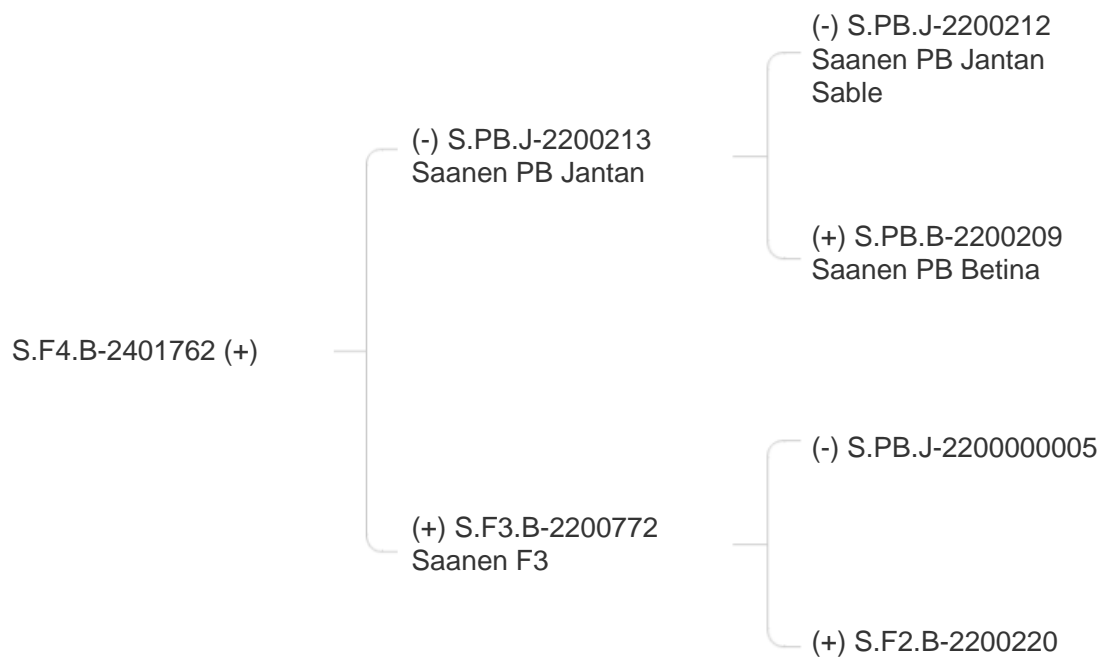 (-) S.PB.J-2200212
Saanen PB Jantan
Sable
(-) S.PB.J-2200213
Saanen PB Jantan
(+) S.PB.B-2200209
Saanen PB Betina
S.F4.B-2401762 (+)
(-) S.PB.J-2200000005
(+) S.F3.B-2200772
Saanen F3
(+) S.F2.B-2200220